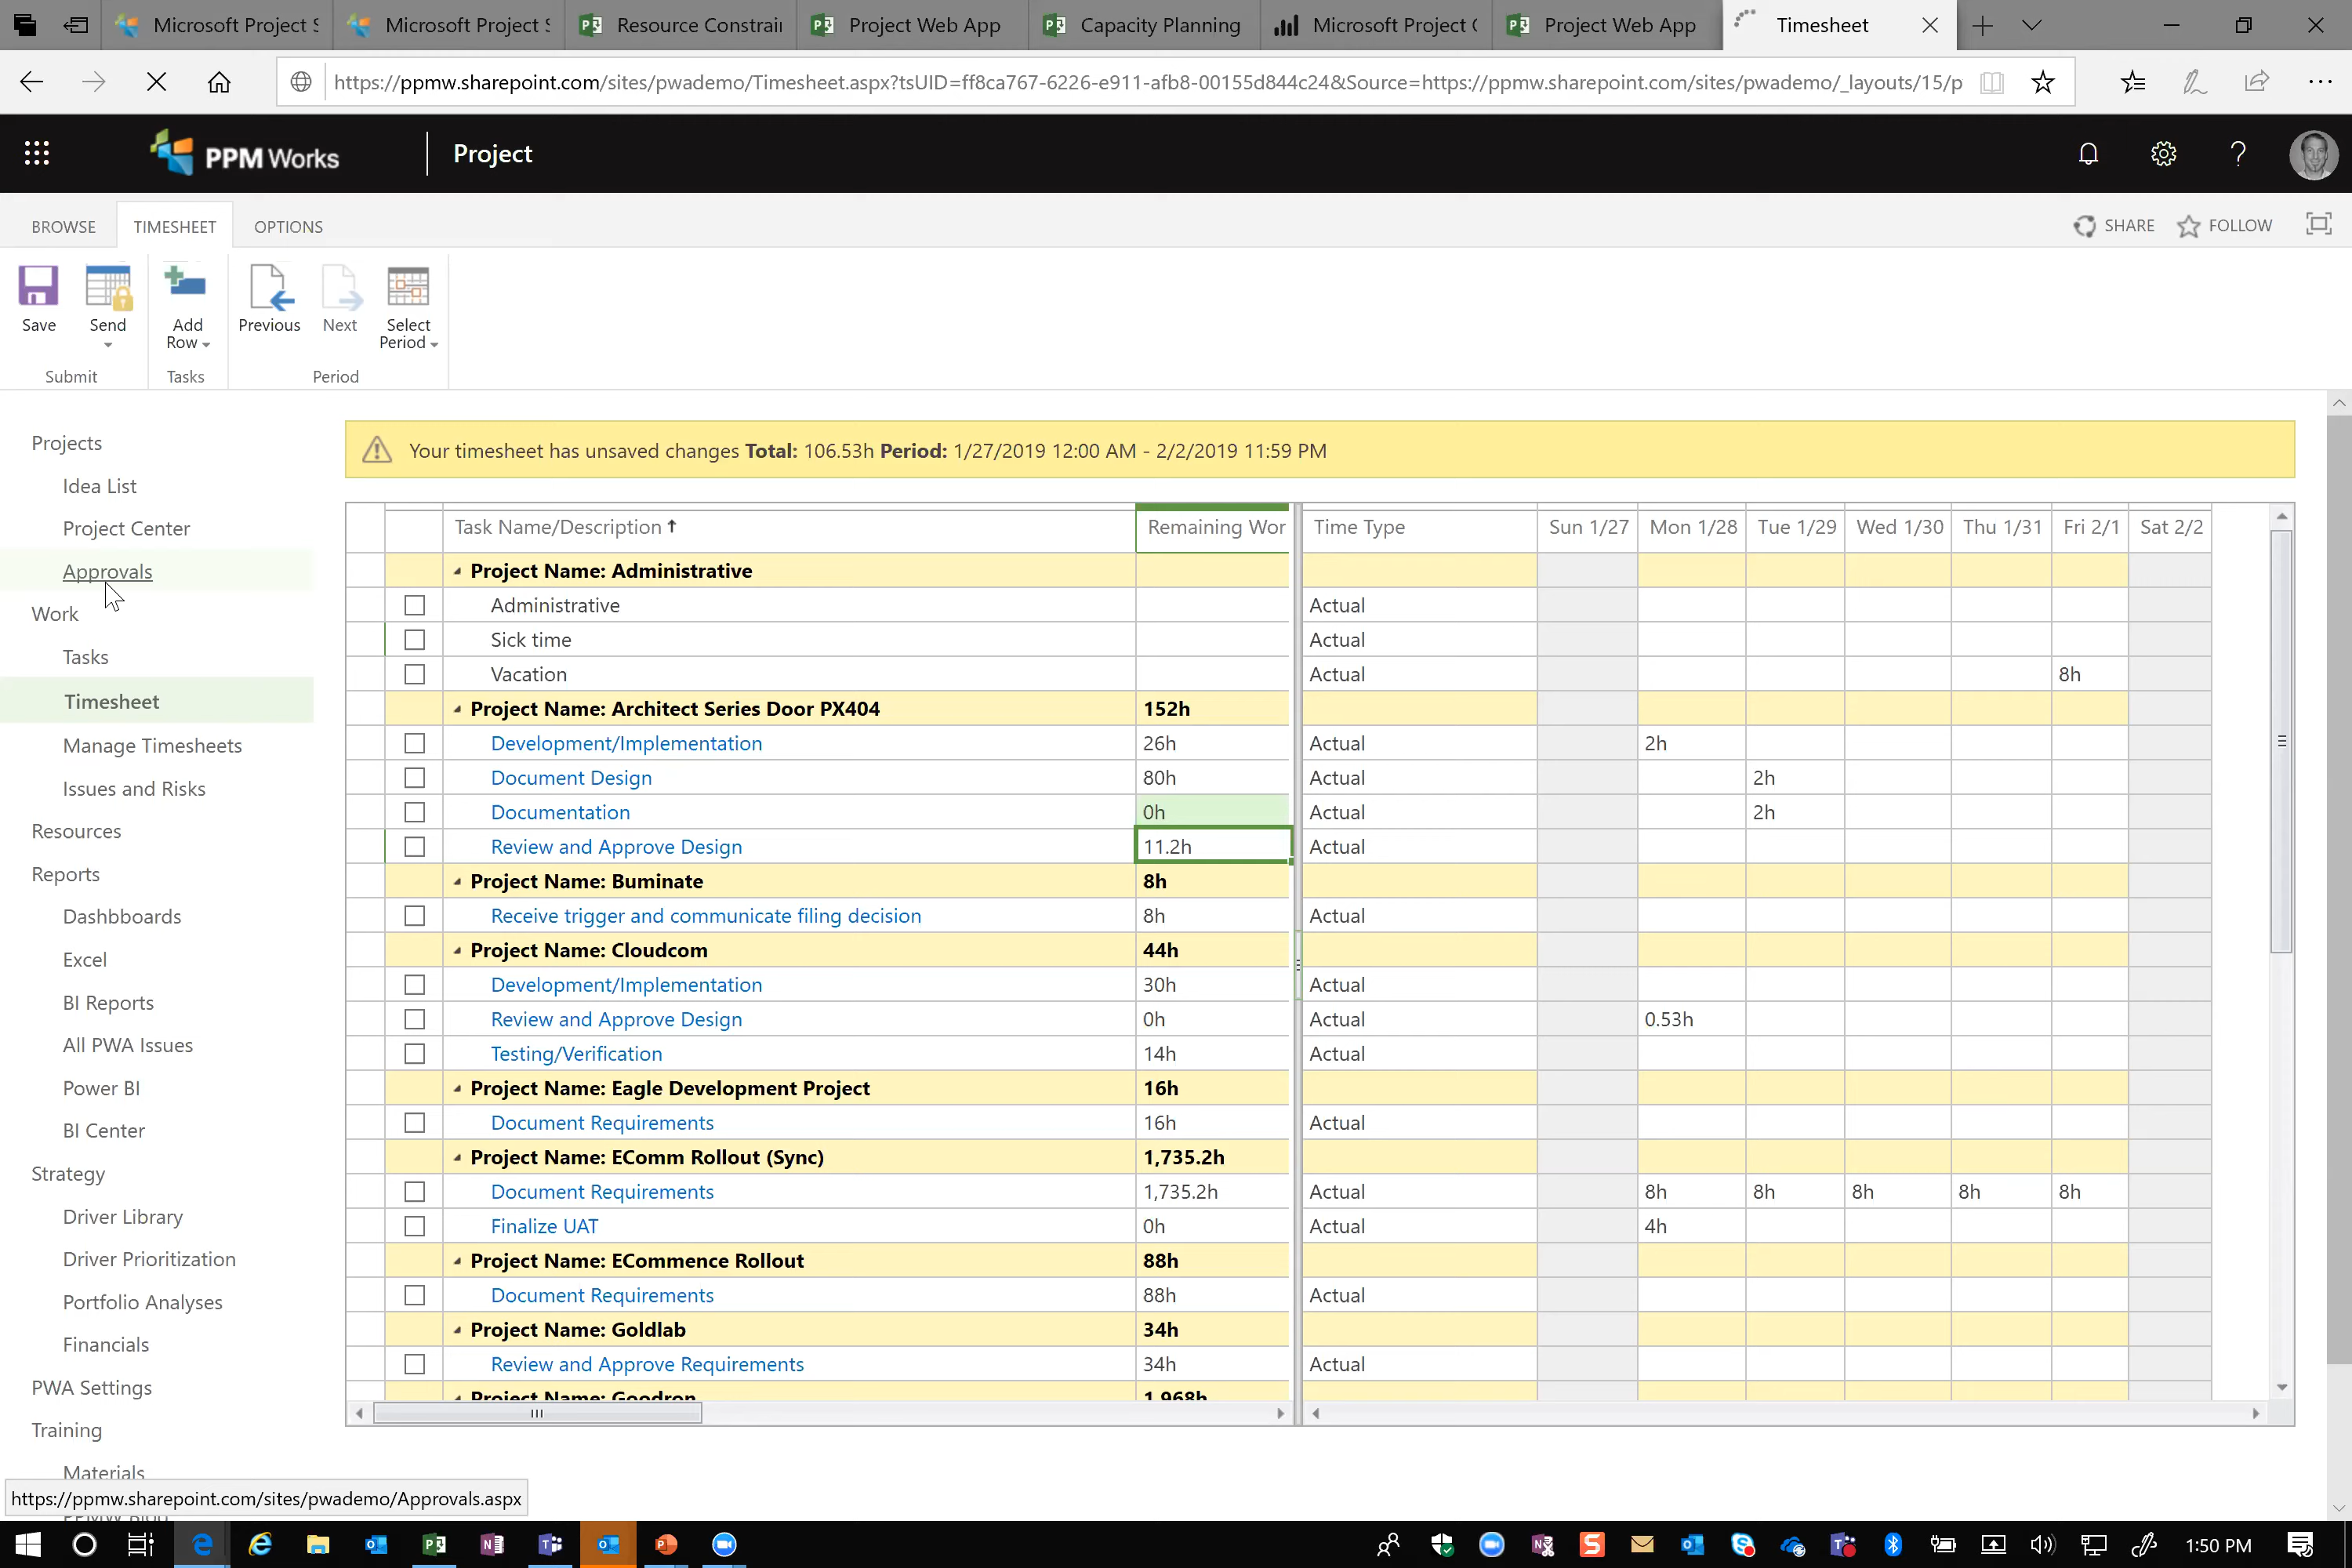 Microsoft Project S
Microsoft Project S
Resource Constrain
Project Web App
Capacity Planning
Microsoft Project
Project Web App
Timesheet
https://ppmw.sharepoint.com/sites/pwademo/Timesheet.aspx?tsUID=ff8ca767-6226-e911-afb8-00155d844c24&Source=https://ppmw.sharepoint.com/sites/pwademo/_layouts/15/p
PPM Works
Project
BROWSE
TIMESHEET
OPTIONS
SHARE
FOLLOW
Save
Send
Add Row
Previous
Next
Select Period
Submit
Tasks
Period
Projects
Idea List
Project Center
Approvals
Work
Tasks
Timesheet
Manage Timesheets
Issues and Risks
Resources
Reports
Dashbboards
Excel
BI Reports
All PWA Issues
Power BI
BI Center
Strategy
Driver Library
Driver Prioritization
Portfolio Analyses
Financials
PWA Settings
Training
Materials
PPMW Blog
Your timesheet has unsaved changes Total: 106.53h Period: 1/27/2019 12:00 AM - 2/2/2019 11:59 PM
Task Name/Description Remaining Wor Time Type Sun 1/27 Mon 1/28 Tue 1/29 Wed 1/30 Thu 1/31 Fri 2/1 Sat 2/2
Project Name: Administrative
Administrative Actual
Sick time Actual
Vacation Actual 8h
Project Name: Architect Series Door PX404 152h
Development/Implementation 26h Actual 2h
Document Design 80h Actual 2h
Documentation 0h Actual 2h
Review and Approve Design 11.2h Actual
Project Name: Buminate 8h
Receive trigger and communicate filing decision 8h Actual
Project Name: Cloudcom 44h
Development/Implementation 30h Actual
Review and Approve Design 0h Actual 0.53h
Testing/Verification 14h Actual
Project Name: Eagle Development Project 16h
Document Requirements 16h Actual
Project Name: EComm Rollout (Sync) 1,735.2h
Document Requirements 1,735.2h Actual 8h 8h 8h 8h 8h
Finalize UAT 0h Actual 4h
Project Name: ECommence Rollout 88h
Document Requirements 88h Actual
Project Name: Goldlab 34h
Review and Approve Requirements 34h Actual
Project Name: Goodron 1,968h
https://ppmw.sharepoint.com/sites/pwademo/Approvals.aspx
1:50 PM